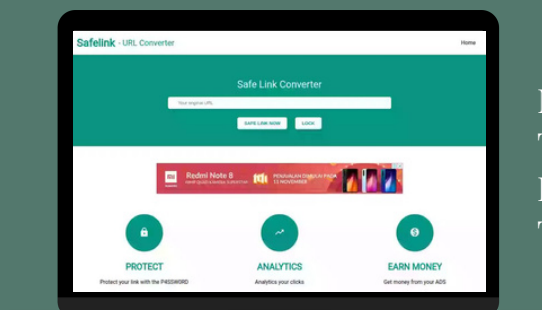 Safelink - URL Converter
Home
Safe Link Converter
Your original URL
SAFE LINK NOW
LOCK
Redmi Note 8
PENJUALAN DIMULAI PADA
13 NOVEMBER
PROTECT
ANALYTICS
EARN MONEY
Protect your link with the PASSWORD
Analytics your clicks
Get money from your ADS